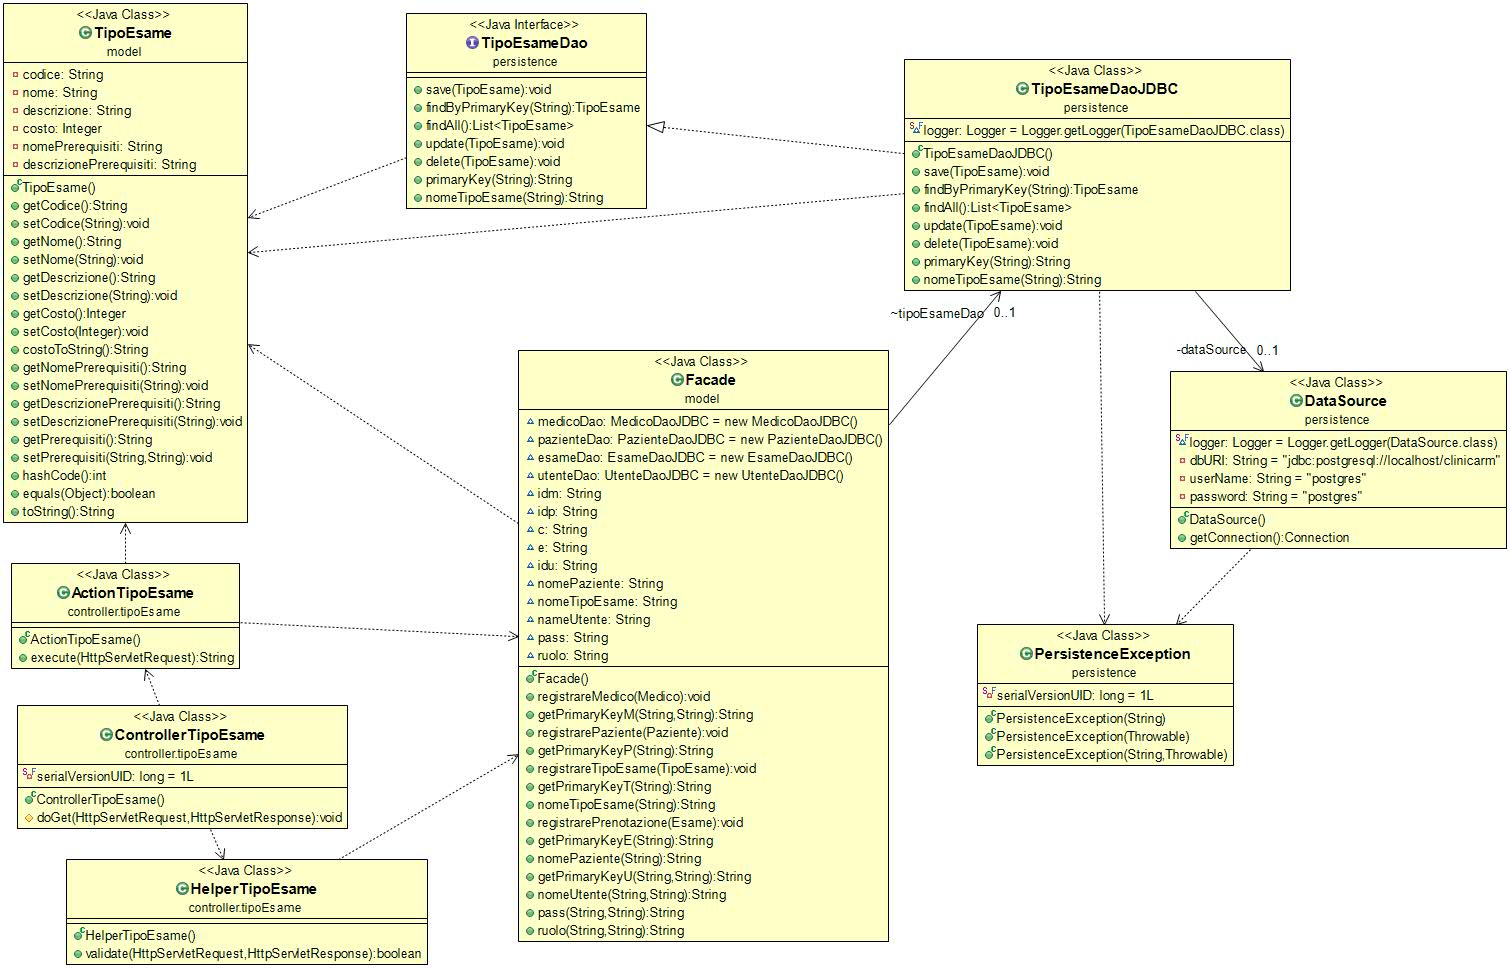 <<Java Class>>
TipoEsame
model
codice: String
nome: String
descrizione: String
costo: Integer
nomePrerequisiti: String
descrizionePrerequisiti: String
TipoEsame()
getCodice():String
setCodice(String):void
getNome():String
setNome(String):void
getDescrizione():String
setDescrizione(String):void
getCosto():Integer
setCosto(Integer):void
costoToString():String
getNomePrerequisiti():String
setNomePrerequisiti(String):void
getDescrizionePrerequisiti():String
setDescrizionePrerequisiti(String):void
getPrerequisiti():String
setPrerequisiti(String,String):void
hashCode():int
equals(Object):boolean
toString():String
<<Java Interface>>
TipoEsameDao
persistence
save(TipoEsame):void
findByPrimaryKey(String):TipoEsame
findAll():List<TipoEsame>
update(TipoEsame):void
delete(TipoEsame):void
primaryKey(String):String
nomeTipoEsame(String):String
<<Java Class>>
TipoEsameDaoJDBC
persistence
logger: Logger = Logger.getLogger(TipoEsameDaoJDBC.class)
TipoEsameDaoJDBC()
save(TipoEsame):void
findByPrimaryKey(String):TipoEsame
findAll():List<TipoEsame>
update(TipoEsame):void
delete(TipoEsame):void
primaryKey(String):String
nomeTipoEsame(String):String
~tipoEsameDao 0..1
-dataSource 0..1
<<Java Class>>
Facade
model
medicoDao: MedicoDaoJDBC = new MedicoDaoJDBC()
pazienteDao: PazienteDaoJDBC = new PazienteDaoJDBC()
esameDao: EsameDaoJDBC = new EsameDaoJDBC()
utenteDao: UtenteDaoJDBC = new UtenteDaoJDBC()
idm: String
idp: String
c: String
e: String
idu: String
nomePaziente: String
nomeTipoEsame: String
nameUtente: String
pass: String
ruolo: String
Facade()
registrareMedico(Medico):void
getPrimaryKeyM(String,String):String
registrarePaziente(Paziente):void
getPrimaryKeyP(String):String
registrareTipoEsame(TipoEsame):void
getPrimaryKeyT(String):String
nomeTipoEsame(String):String
registrarePrenotazione(Esame):void
getPrimaryKeyE(String):String
nomePaziente(String):String
getPrimaryKeyU(String,String):String
nomeUtente(String,String):String
pass(String,String):String
ruolo(String,String):String
<<Java Class>>
DataSource
persistence
logger: Logger = Logger.getLogger(DataSource.class)
dbURI: String = "jdbc:postgresql://localhost/clinicarm"
userName: String = "postgres"
password: String = "postgres"
DataSource()
getConnection():Connection
<<Java Class>>
ActionTipoEsame
controller.tipoEsame
ActionTipoEsame()
execute(HttpServletRequest):String
<<Java Class>>
PersistenceException
persistence
serialVersionUID: long = 1L
PersistenceException(String)
PersistenceException(Throwable)
PersistenceException(String,Throwable)
<<Java Class>>
ControllerTipoEsame
controller.tipoEsame
serialVersionUID: long = 1L
ControllerTipoEsame()
doGet(HttpServletRequest,HttpServletResponse):void
<<Java Class>>
HelperTipoEsame
controller.tipoEsame
HelperTipoEsame()
validate(HttpServletRequest,HttpServletResponse):boolean